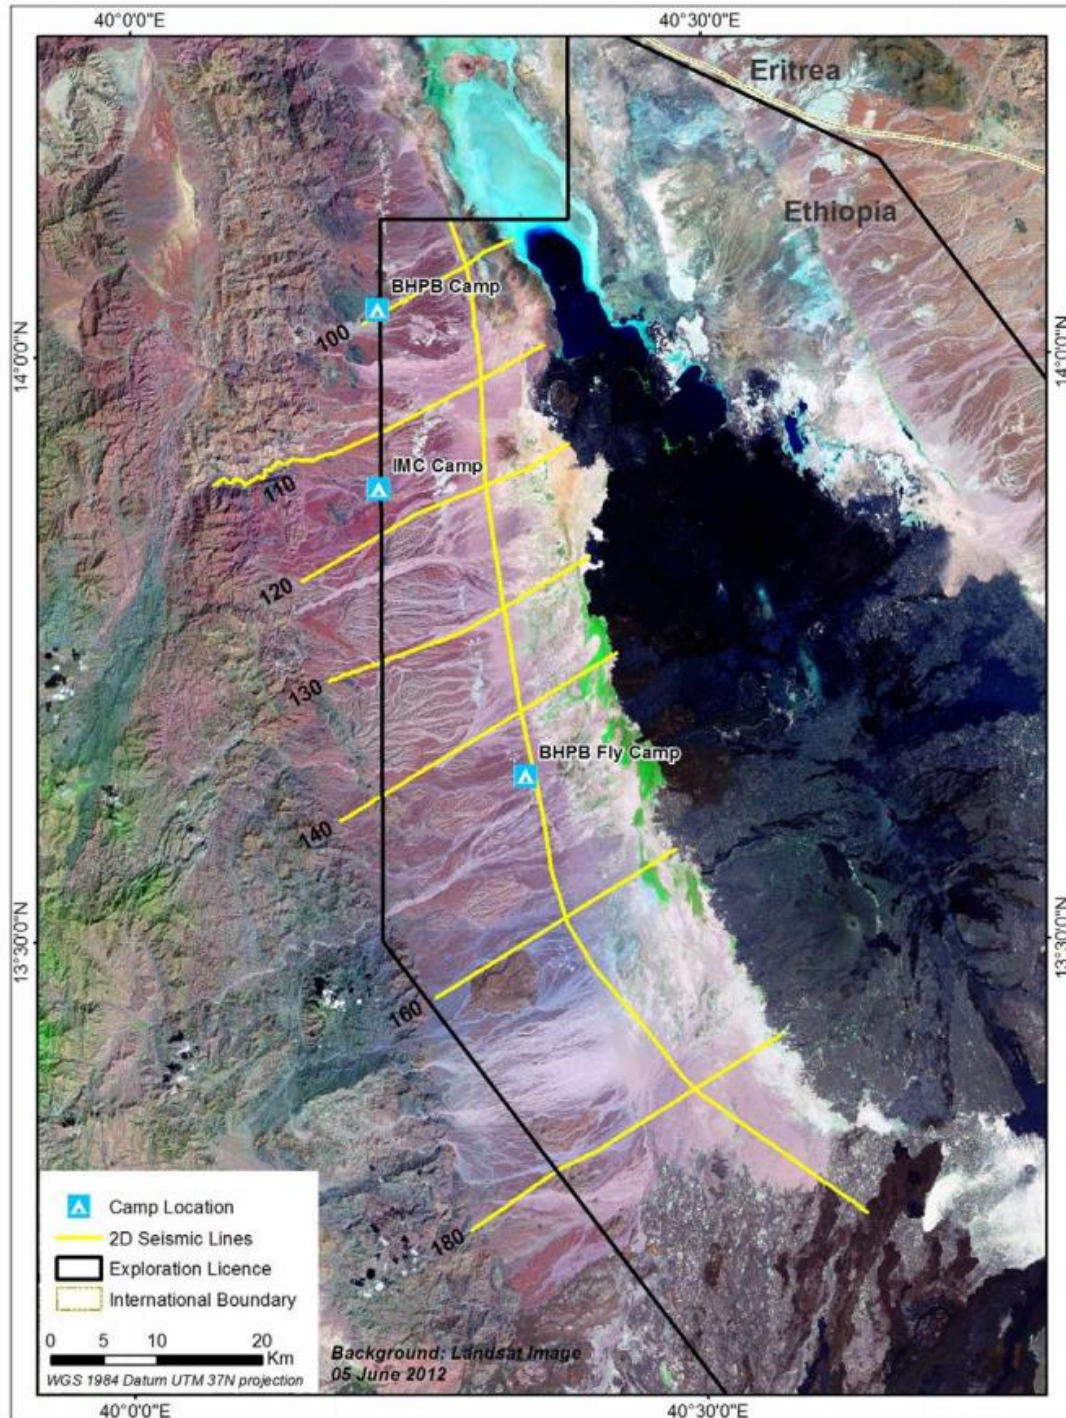 40°0'0"E
40°30'0"E
Eritrea
Ethiopia
BHPB Camp
100
14°0'0"N
14°0'0"N
IMC Camp
110
120
130
BHPB Fly Camp
140
13°30'0"N
13°30'0"N
160
180
Camp Location
2D Seismic Lines
Exploration Licence
International Boundary
0 5 10 20
Km
WGS 1984 Datum UTM 37N projection
Background: Landsat Image
05 June 2012
40°0'0"E
40°30'0"E